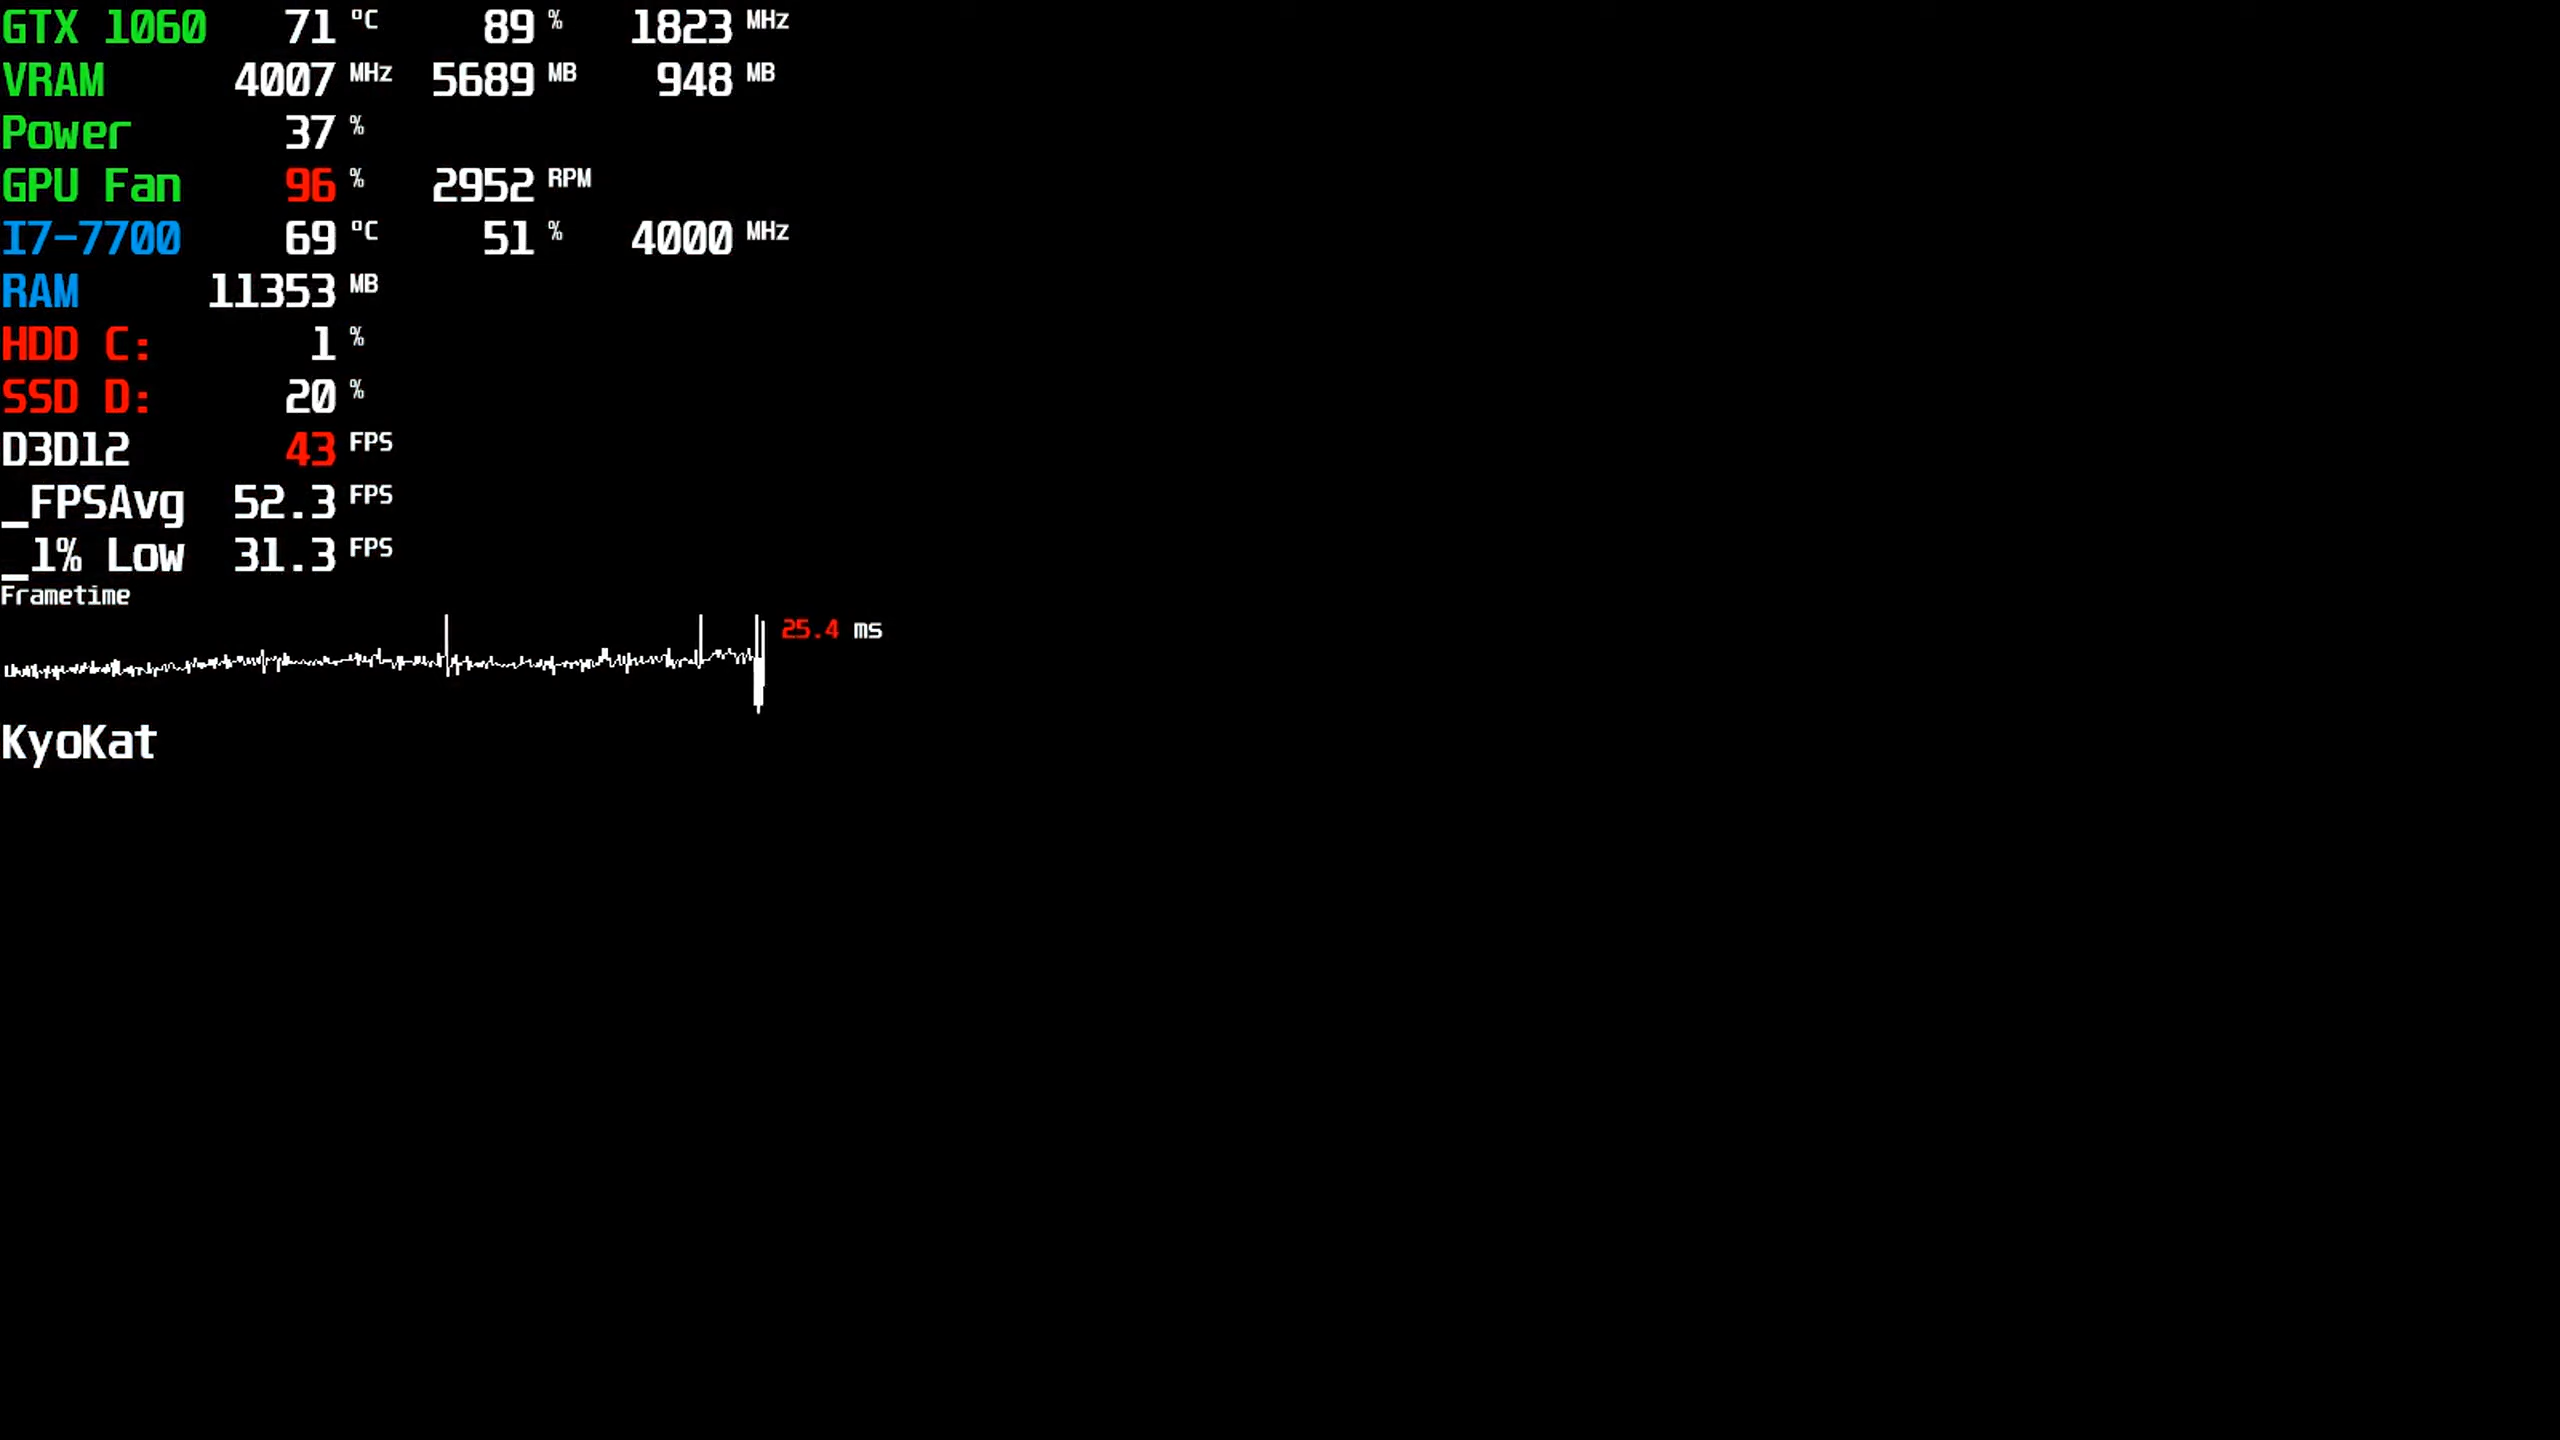 GTX 1060 71 °C 89 % 1823 MHz
VRAM 4007 MHz 5689 MB 948 MB
Power 37 %
GPU Fan 96 % 2952 RPM
I7-7700 69 °C 51 % 4000 MHz
RAM 11353 MB
HDD C: 1 %
SSD D: 20 %
D3D12 43 FPS
_FPSAvg 52.3 FPS
_1% Low 31.3 FPS
Frametime
25.4 ms
KyoKat